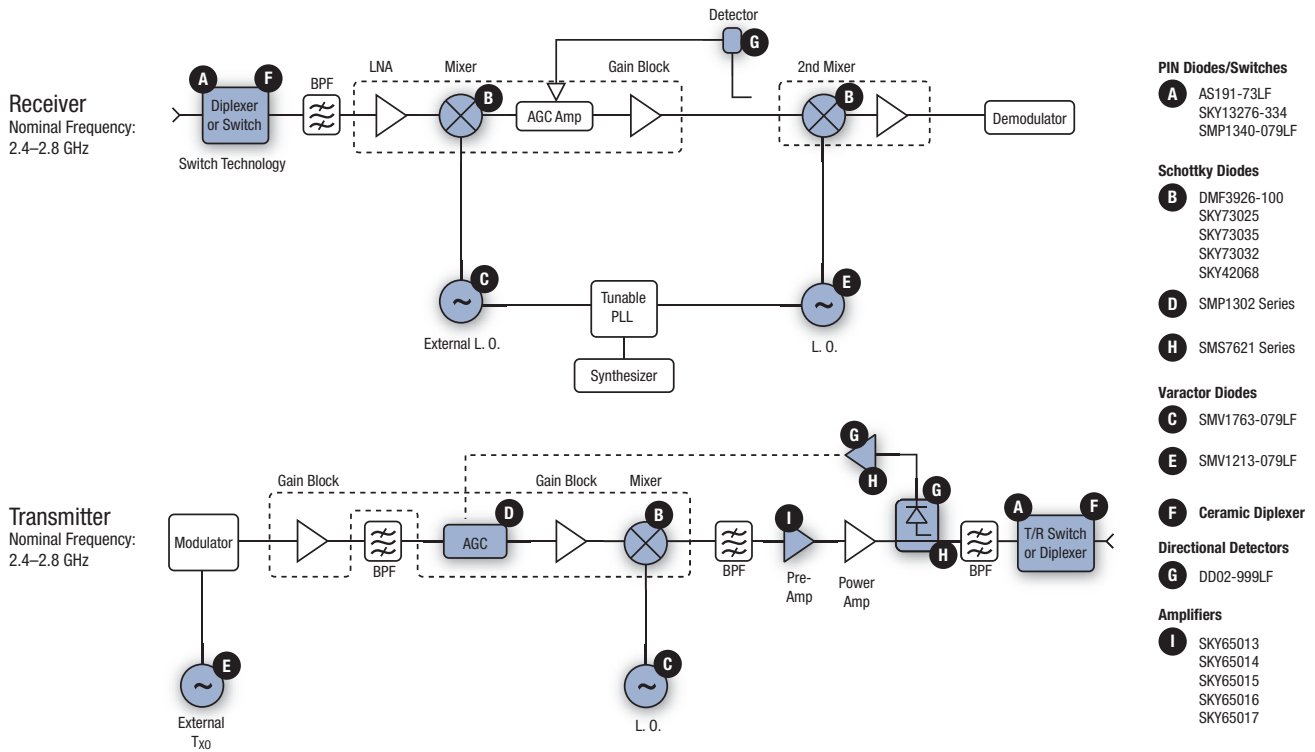 Receiver
Nominal Frequency:
2.4–2.8 GHz
A
F
Diplexer
or Switch
Switch Technology
BPF
LNA
Mixer
B
AGC Amp
Gain Block
Detector
G
2nd Mixer
B
Demodulator
C
External L. O.
Tunable
PLL
Synthesizer
E
L. O.
Transmitter
Nominal Frequency:
2.4–2.8 GHz
Modulator
E
External
TXO
Gain Block
BPF
D
AGC
Gain Block
Mixer
B
C
L. O.
BPF
I
Pre-
Amp
Power
Amp
G
H
G
H
BPF
A
F
T/R Switch
or Diplexer
PIN Diodes/Switches
A AS191-73LF
SKY13276-334
SMP1340-079LF
Schottky Diodes
B DMF3926-100
SKY73025
SKY73035
SKY73032
SKY42068
D SMP1302 Series
H SMS7621 Series
Varactor Diodes
C SMV1763-079LF
E SMV1213-079LF
F Ceramic Diplexer
Directional Detectors
G DD02-999LF
Amplifiers
I SKY65013
SKY65014
SKY65015
SKY65016
SKY65017